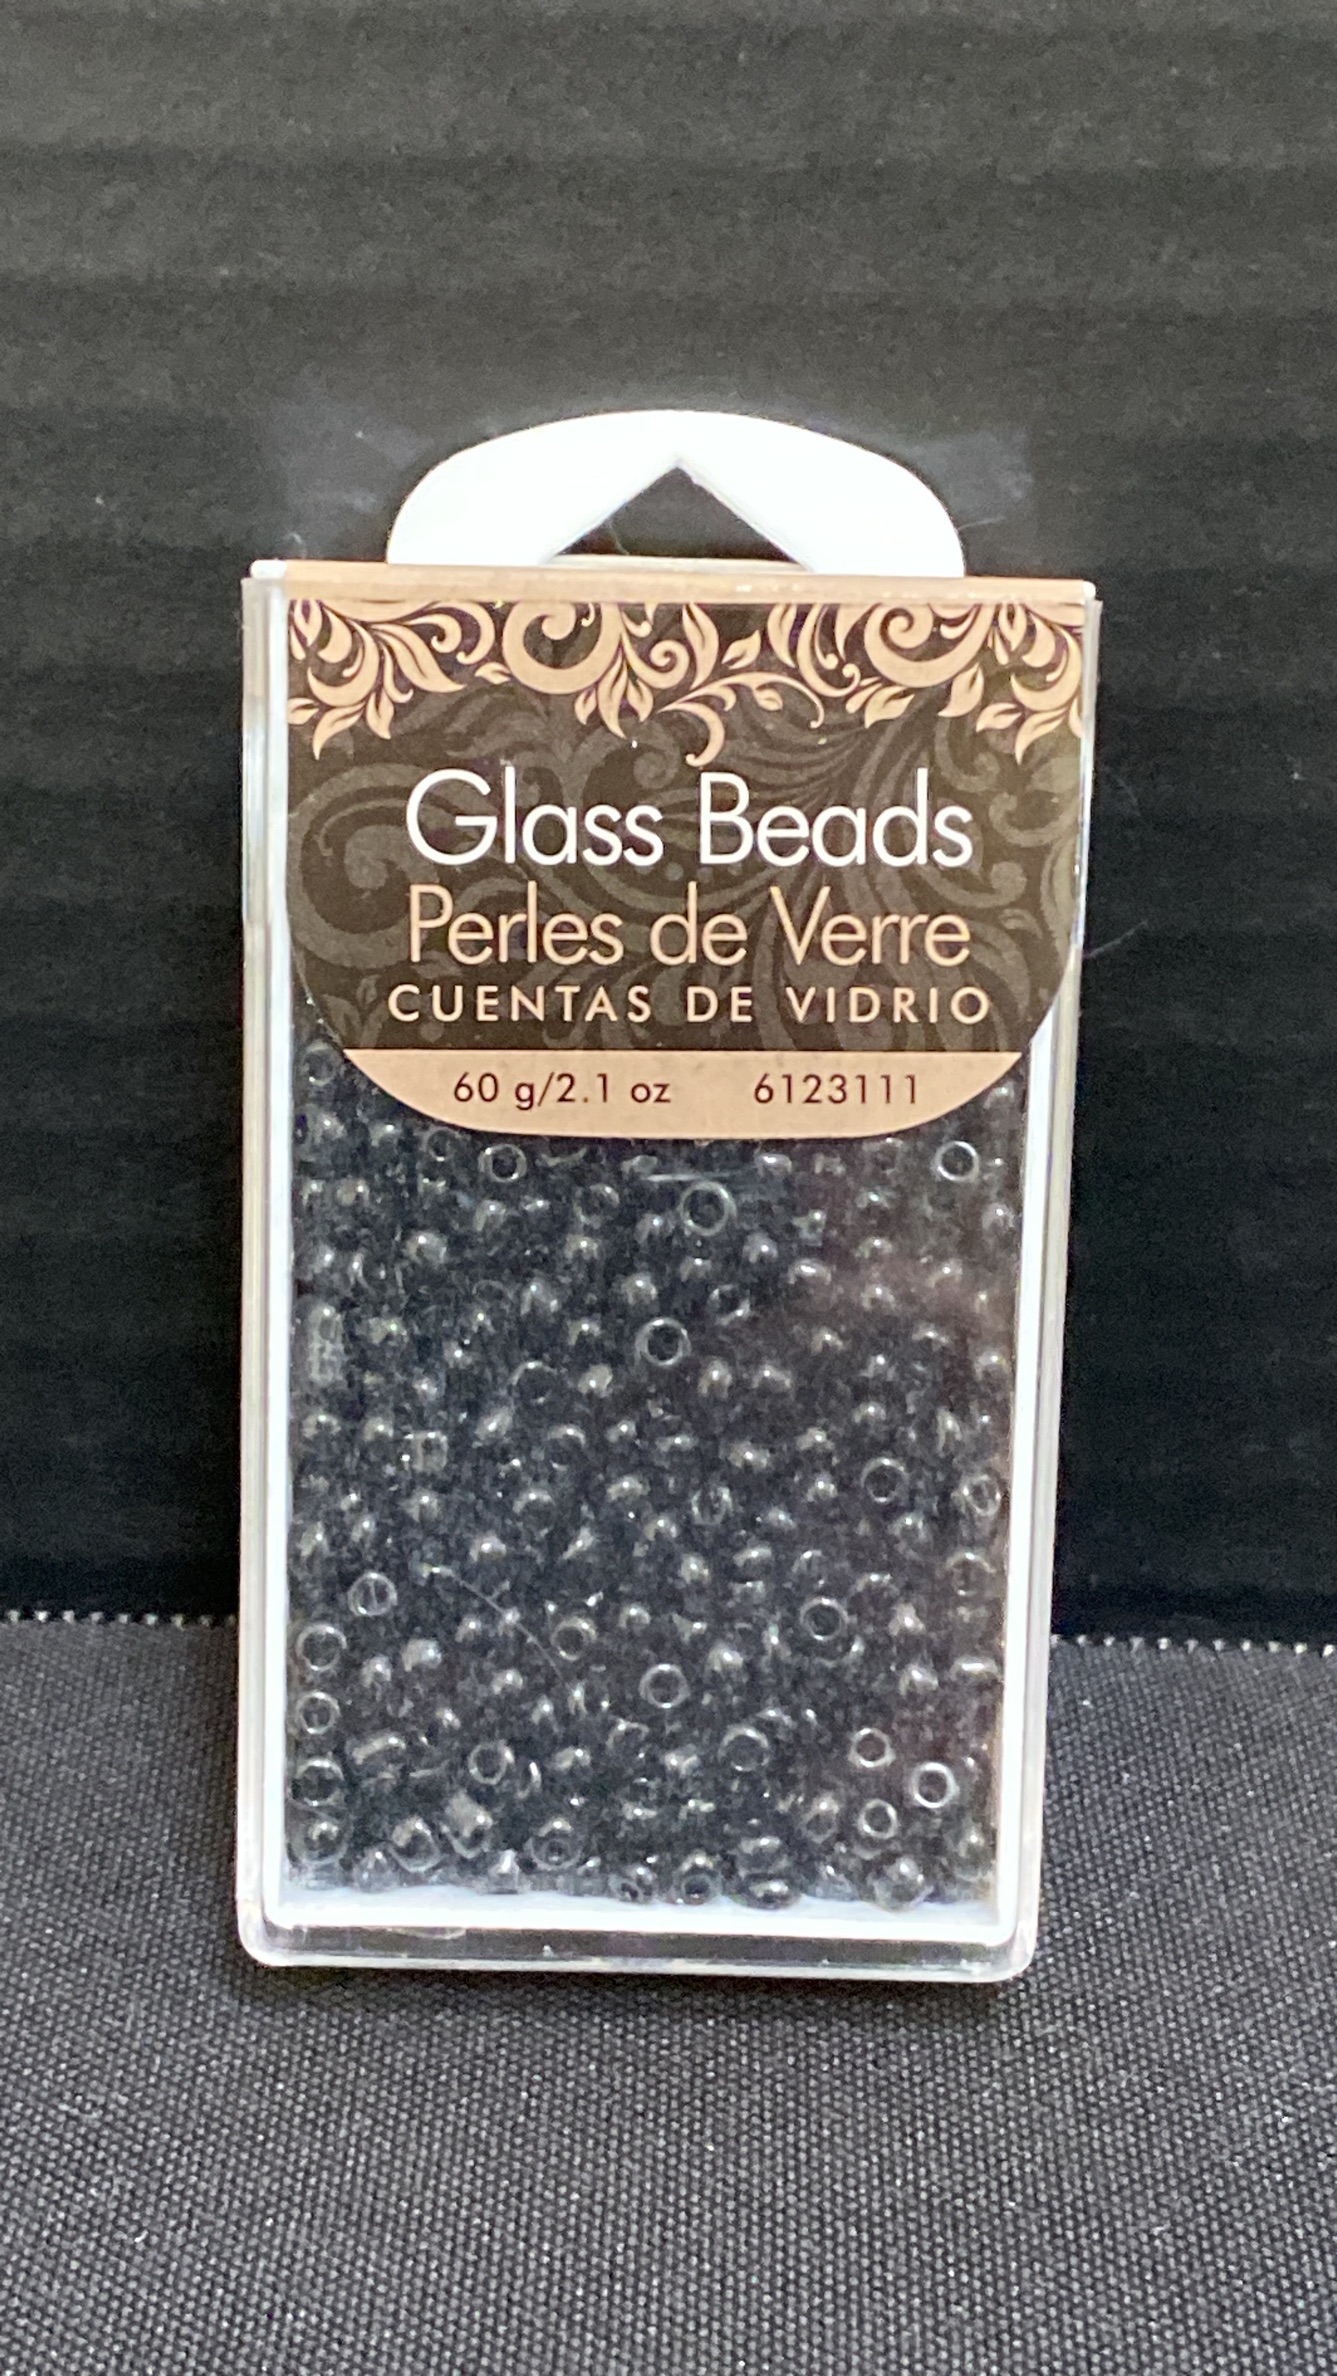 Glass Beads
Perles de Verre
CUENTAS DE VIDRIO
60 g/2.1 oz 6123111